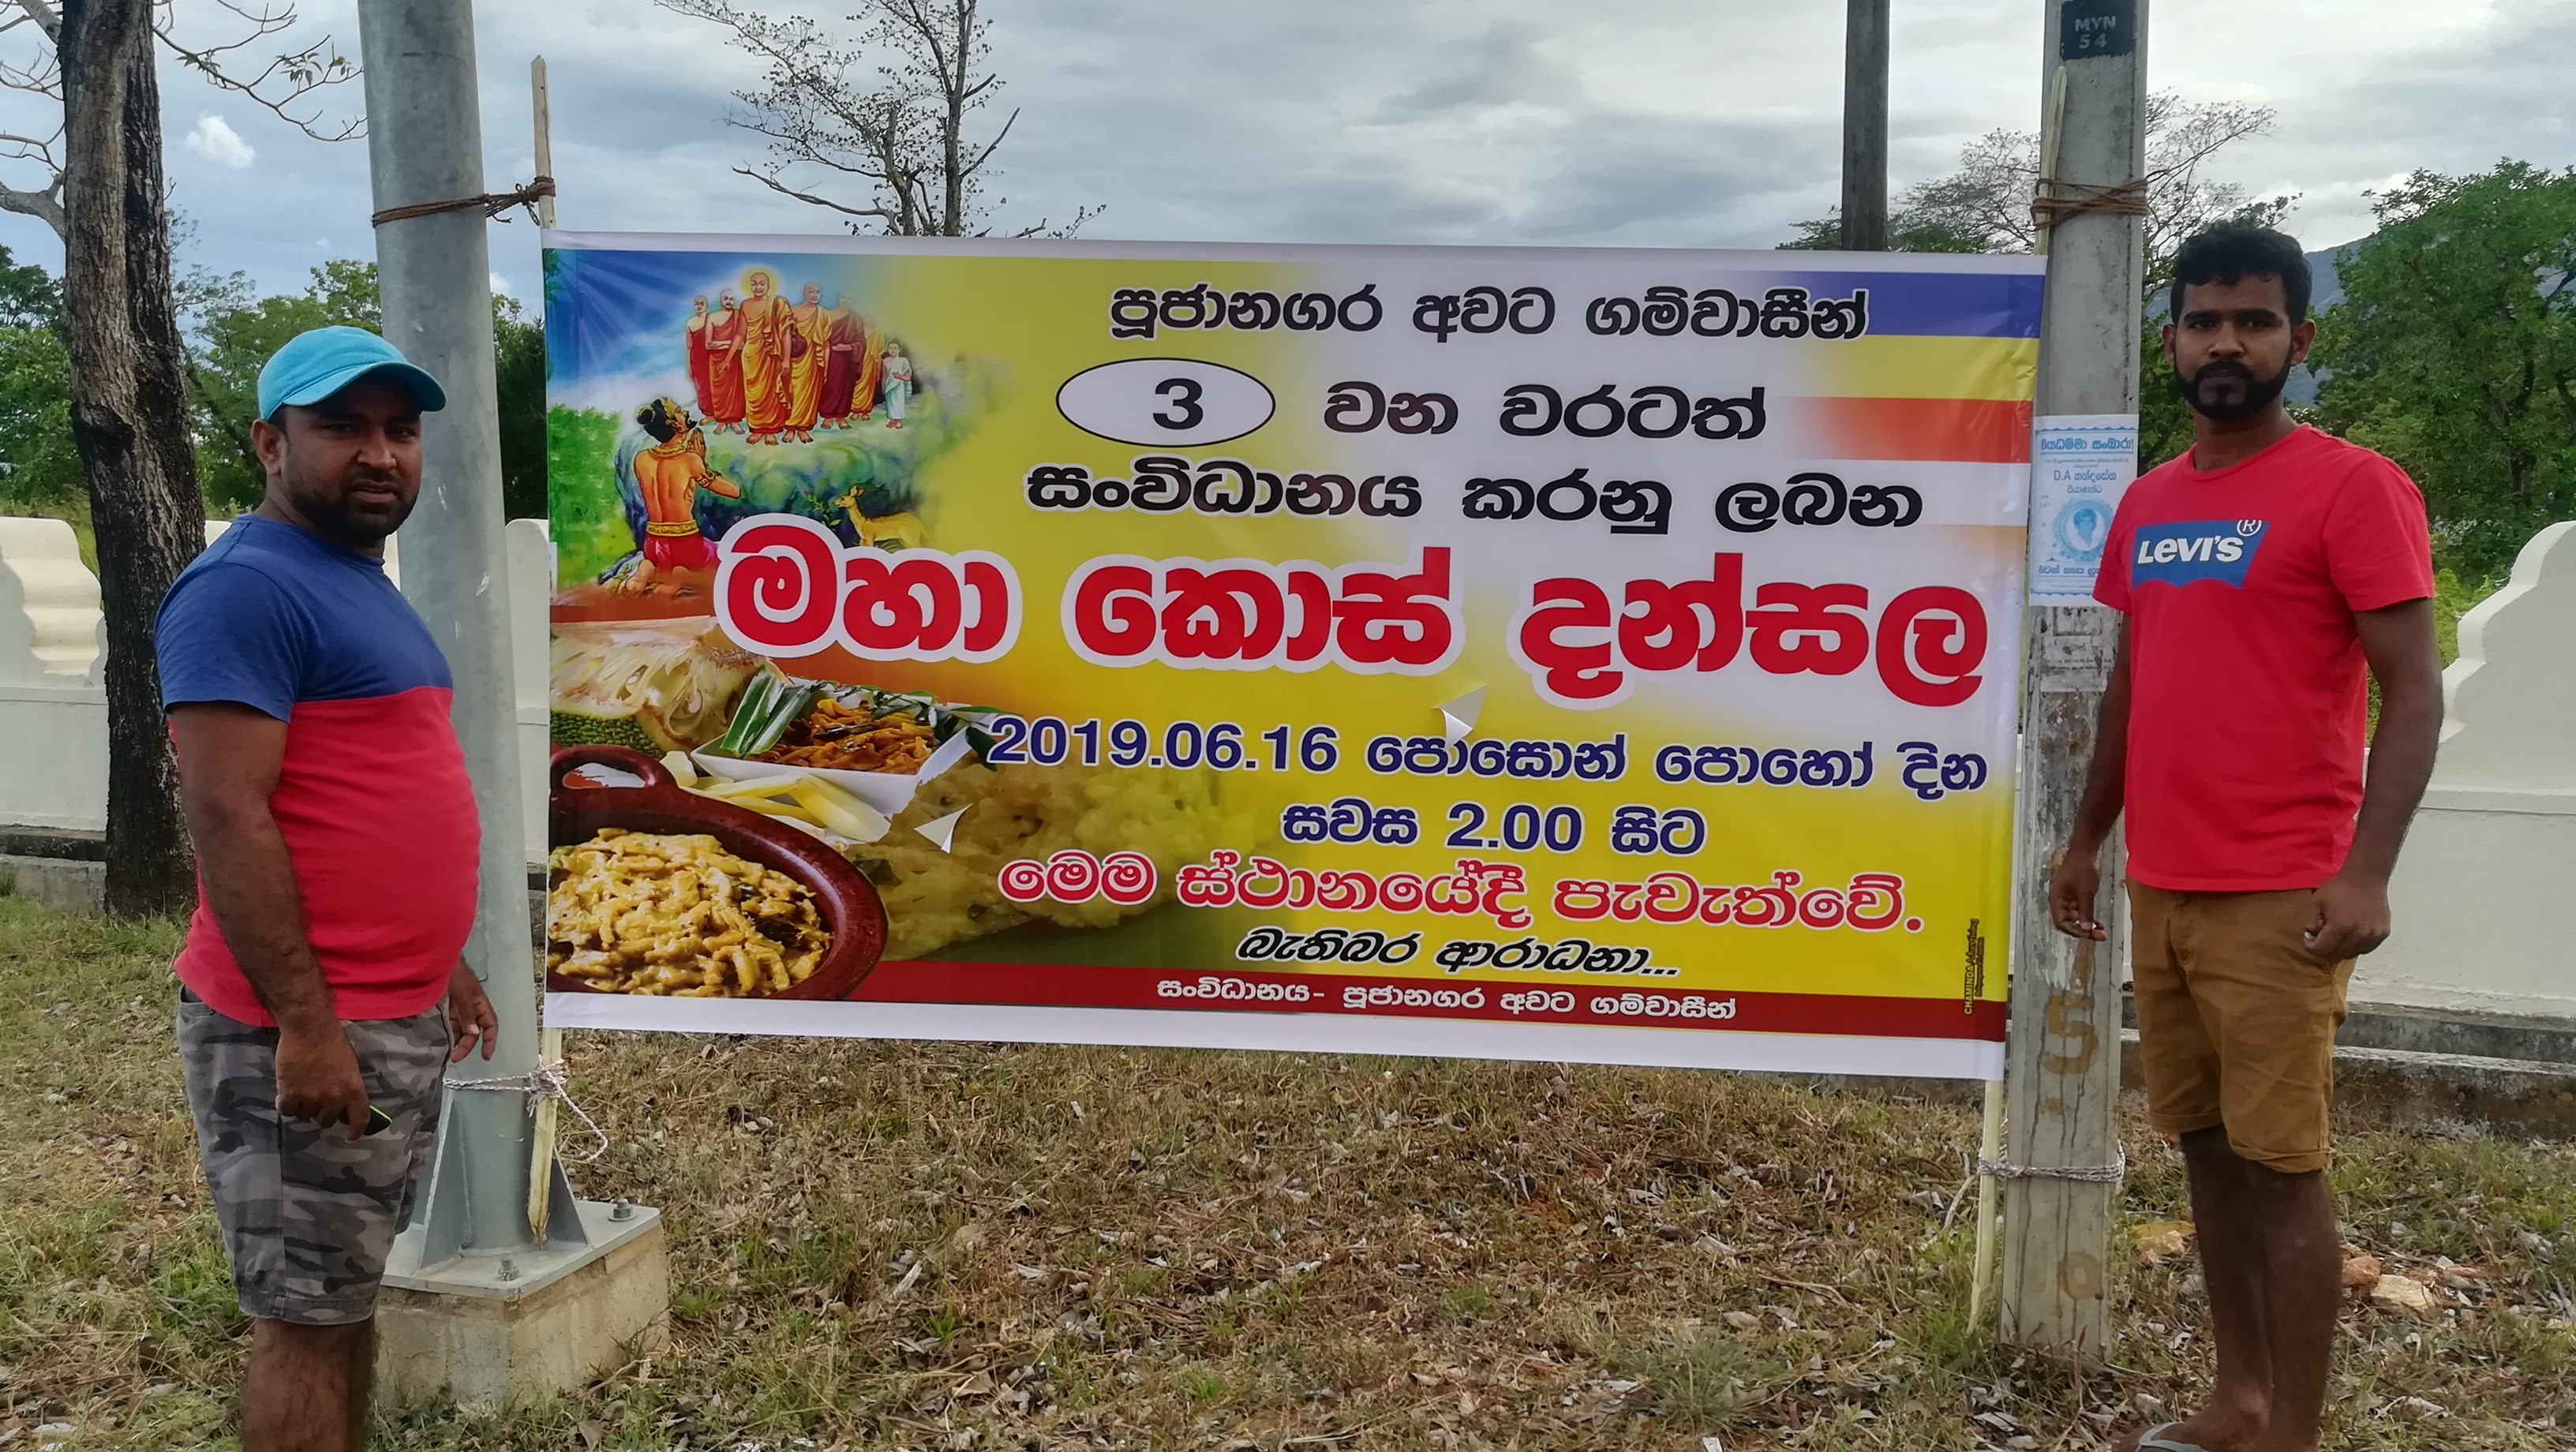 MYN
54
පූජානගර අවට ගම්වාසීන්
3 වන වරටත්
සංවිධානය කරනු ලබන
මහා කොස් දන්සල
2019.06.16 පොසොන් පොහෝ දින
සවස 2.00 සිට
මෙම ස්ථානයේදී පැවැත්වේ.
බැතිබර ආරාධනා...
සංවිධානය- පූජානගර අවට ගම්වාසීන්
D.A
LEVI'S
(R)
5